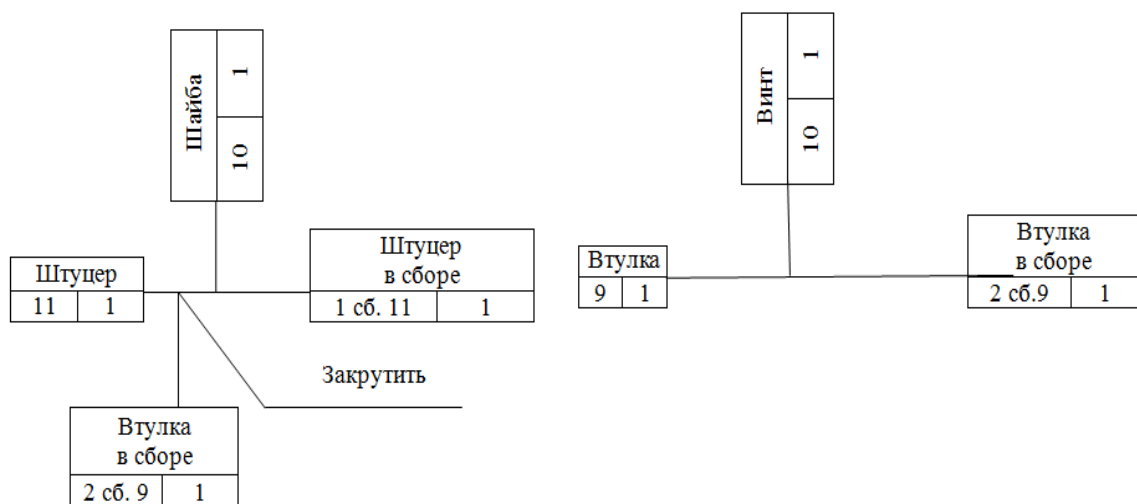 Шайба
1
10
Штуцер
11 1
Штуцер
в сборе
1 сб. 11 1
Закрутить
Втулка
в сборе
2 сб. 9 1
Винт
1
10
Втулка
9 1
Втулка
в сборе
2 сб.9 1